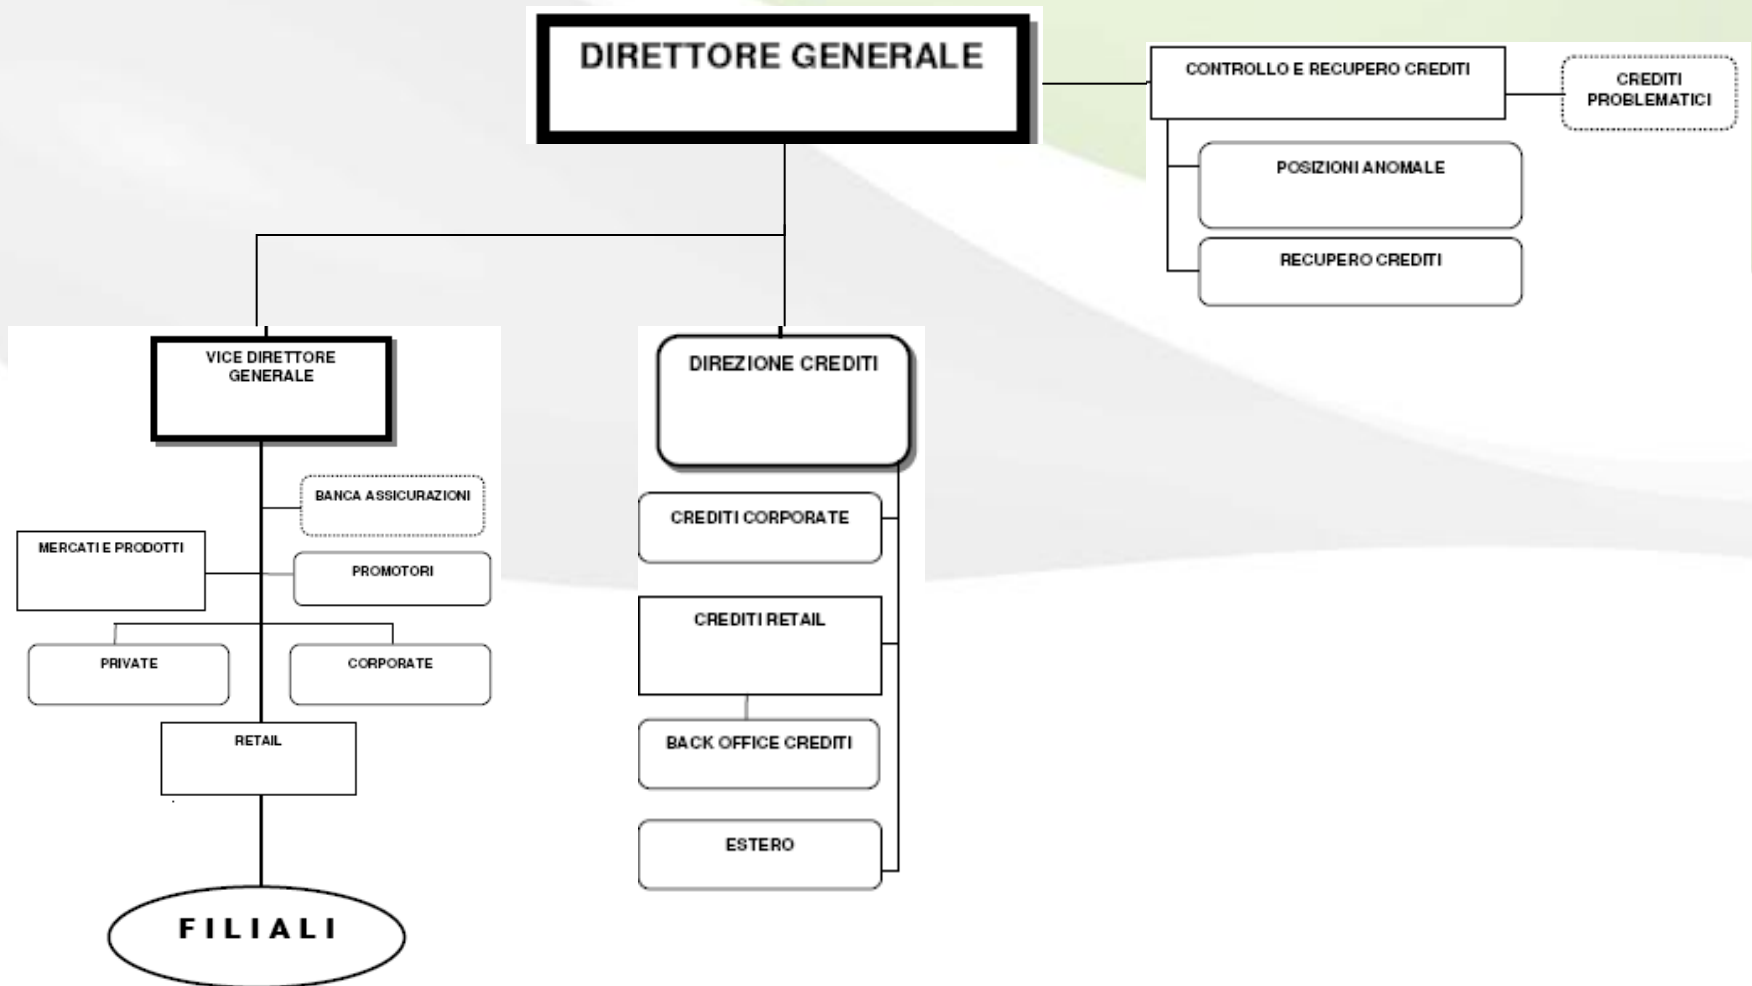 DIRETTORE GENERALE
CONTROLLO E RECUPERO CREDITI
CREDITI
PROBLEMATICI
POSIZIONI ANOMALE
RECUPERO CREDITI
VICE DIRETTORE
GENERALE
DIREZIONE CREDITI
BANCA ASSICURAZIONI
MERCATI E PRODOTTI
PROMOTORI
PRIVATE
CORPORATE
RETAIL
FILIALI
CREDITI CORPORATE
CREDITI RETAIL
BACK OFFICE CREDITI
ESTERO